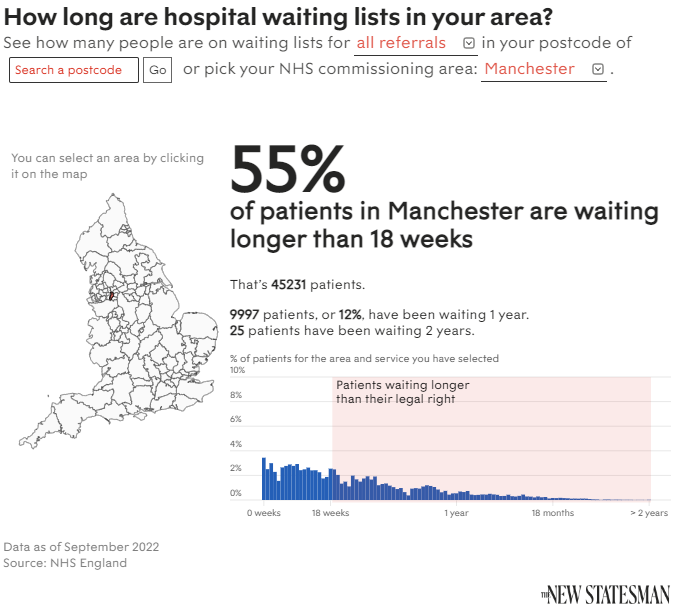 How long are hospital waiting lists in your area?
See how many people are on waiting lists for all referrals in your postcode of
Search a postcode Go or pick your NHS commissioning area: Manchester .
You can select an area by clicking
it on the map
55%
of patients in Manchester are waiting
longer than 18 weeks
That's 45231 patients.
9997 patients, or 12%, have been waiting 1 year.
25 patients have been waiting 2 years.
% of patients for the area and service you have selected
10%
Patients waiting longer
than their legal right
8%
6%
4%
2%
0%
0 weeks 18 weeks 1 year 18 months > 2 years
Data as of September 2022
Source: NHS England
THE NEW STATESMAN